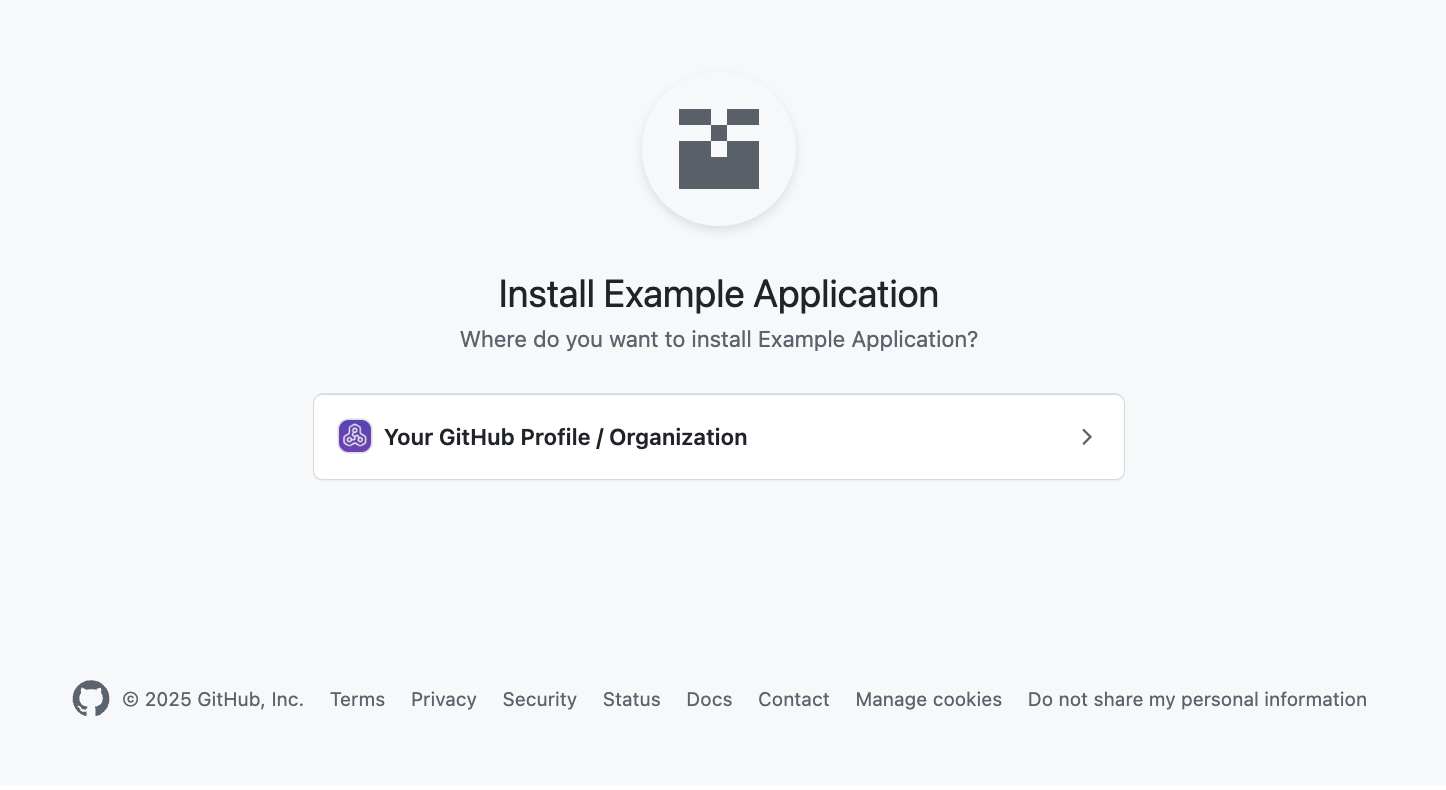 Install Example Application
Where do you want to install Example Application?
Your GitHub Profile / Organization
© 2025 GitHub, Inc. Terms Privacy Security Status Docs Contact Manage cookies Do not share my personal information